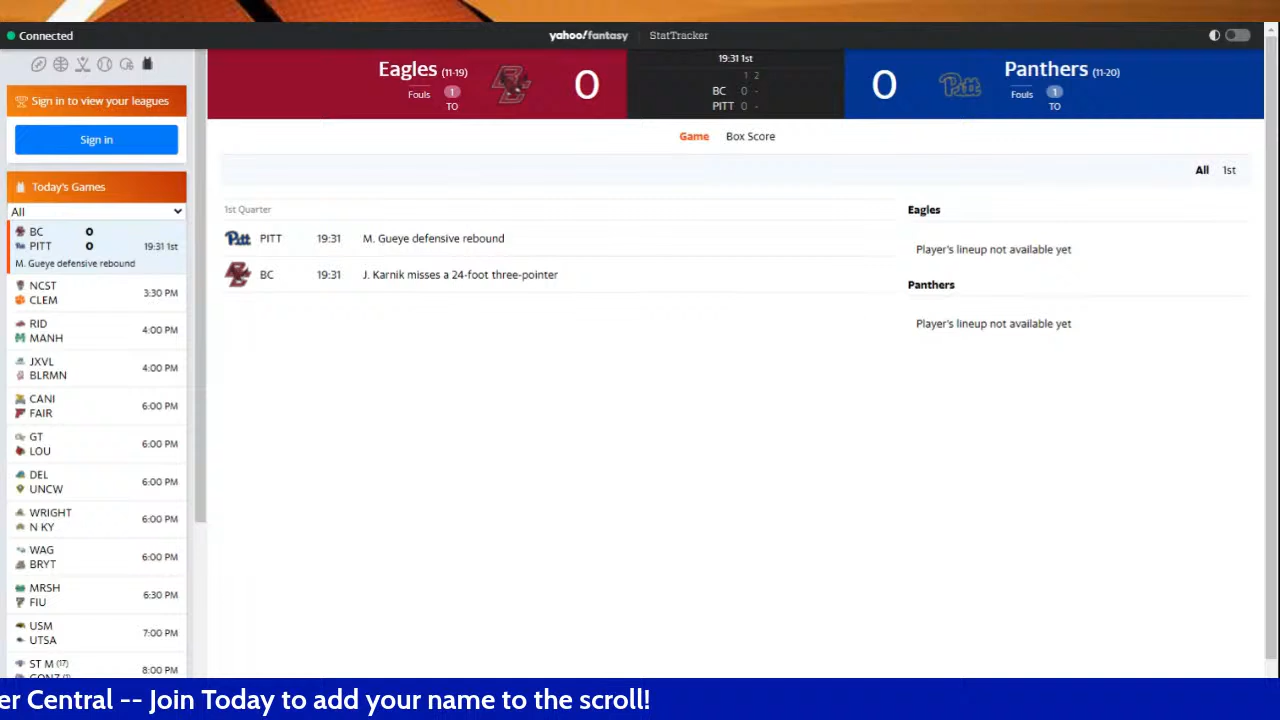 Connected
yahoo!fantasy StatTracker
Sign in to view your leagues
Sign in
Today's Games
All
BC 0
PITT 0 19:31 1st
M. Gueye defensive rebound
NCST
CLEM 3:30 PM
RID
MANH 4:00 PM
JXVL
BLRMN 4:00 PM
CANI
FAIR 6:00 PM
GT
LOU 6:00 PM
DEL
UNCW 6:00 PM
WRIGHT
N KY 6:00 PM
WAG
BRYT 6:00 PM
MRSH
FIU 6:30 PM
USM
UTSA 7:00 PM
ST M (17)
GONZ (1) 8:00 PM
Eagles (11-19) 0
Fouls 1
TO
19:31 1st
1 2
BC 0 -
PITT 0 -
0 Pitt Panthers (11-20)
Fouls 1
TO
Game Box Score
All 1st
1st Quarter
Pitt PITT 19:31 M. Gueye defensive rebound
BC 19:31 J. Karnik misses a 24-foot three-pointer
Eagles
Player's lineup not available yet
Panthers
Player's lineup not available yet
er Central -- Join Today to add your name to the scroll!